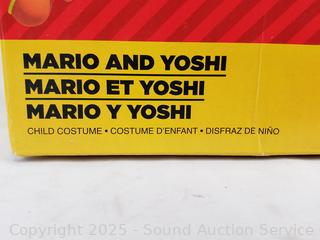 MARIO AND YOSHI
MARIO ET YOSHI
MARIO Y YOSHI
CHILD COSTUME • COSTUME D'ENFANT • DISFRAZ DE NIÑO
Copyright 2025 - Sound Auction Service